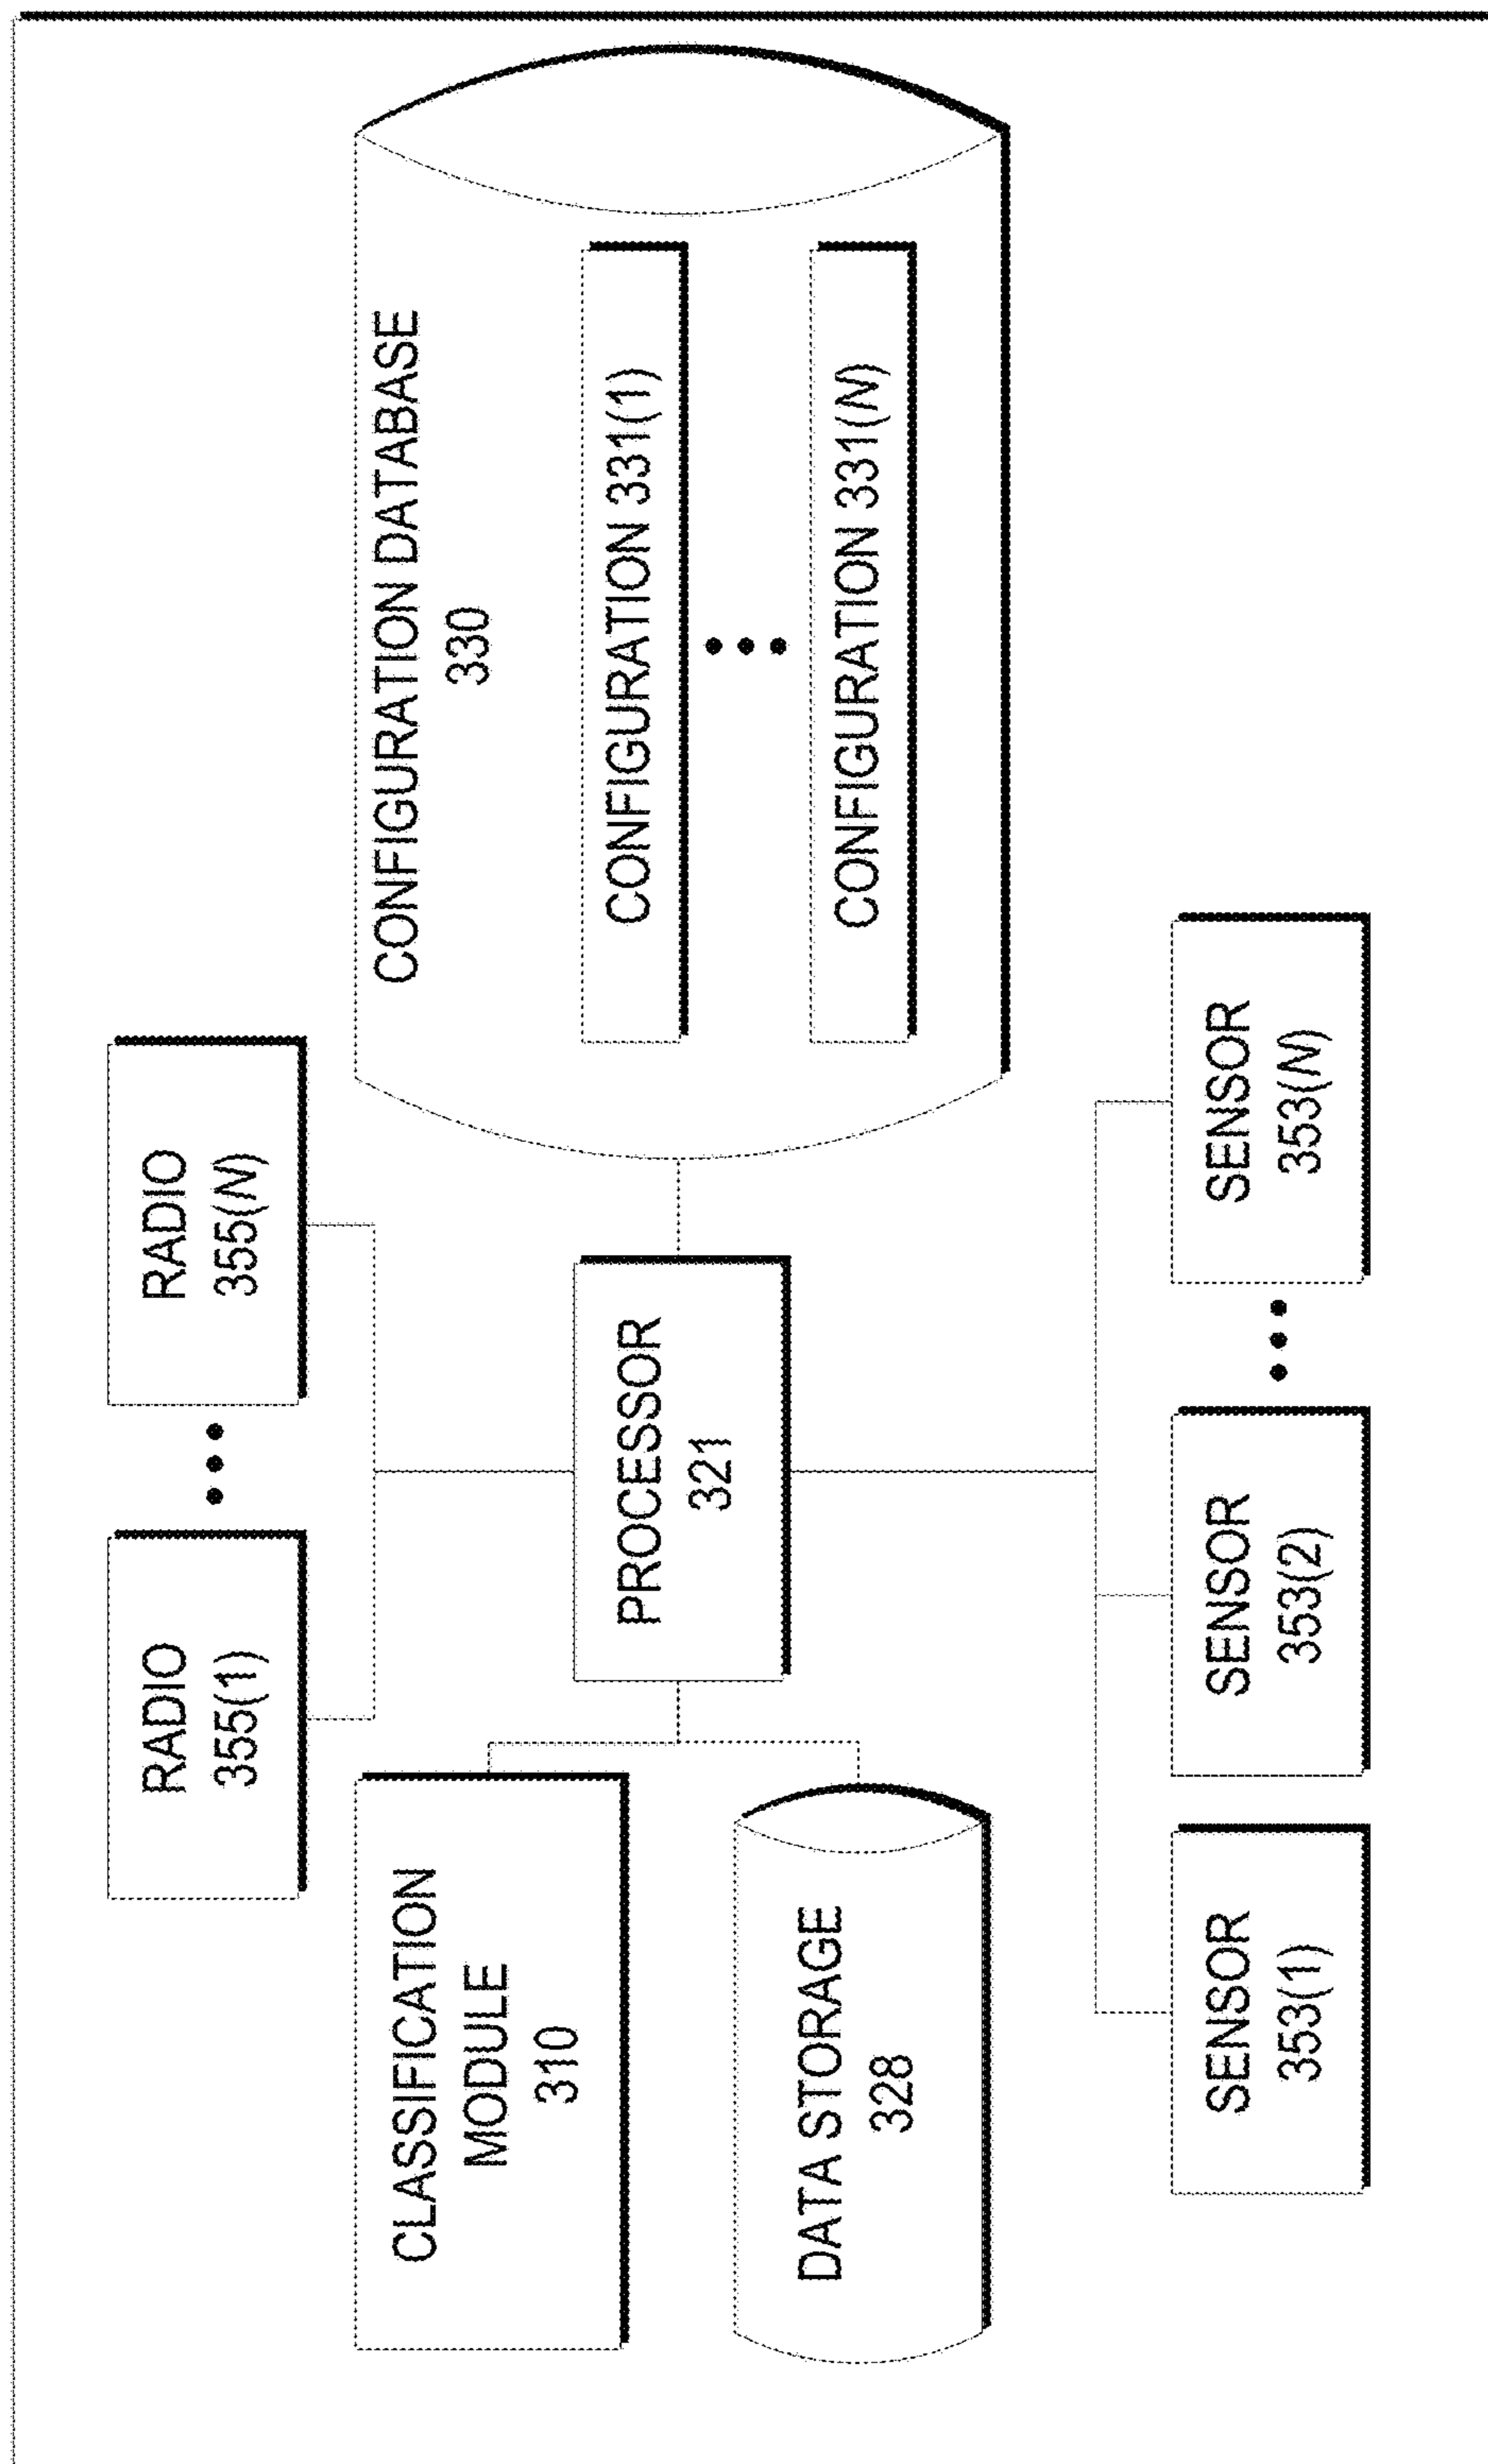 RADIO
355(1)
RADIO
355(N)
CLASSIFICATION
MODULE
310
PROCESSOR
321
CONFIGURATION DATABASE
330
CONFIGURATION 331(1)
CONFIGURATION 331(N)
DATA STORAGE
328
SENSOR
353(1)
SENSOR
353(2)
SENSOR
353(N)